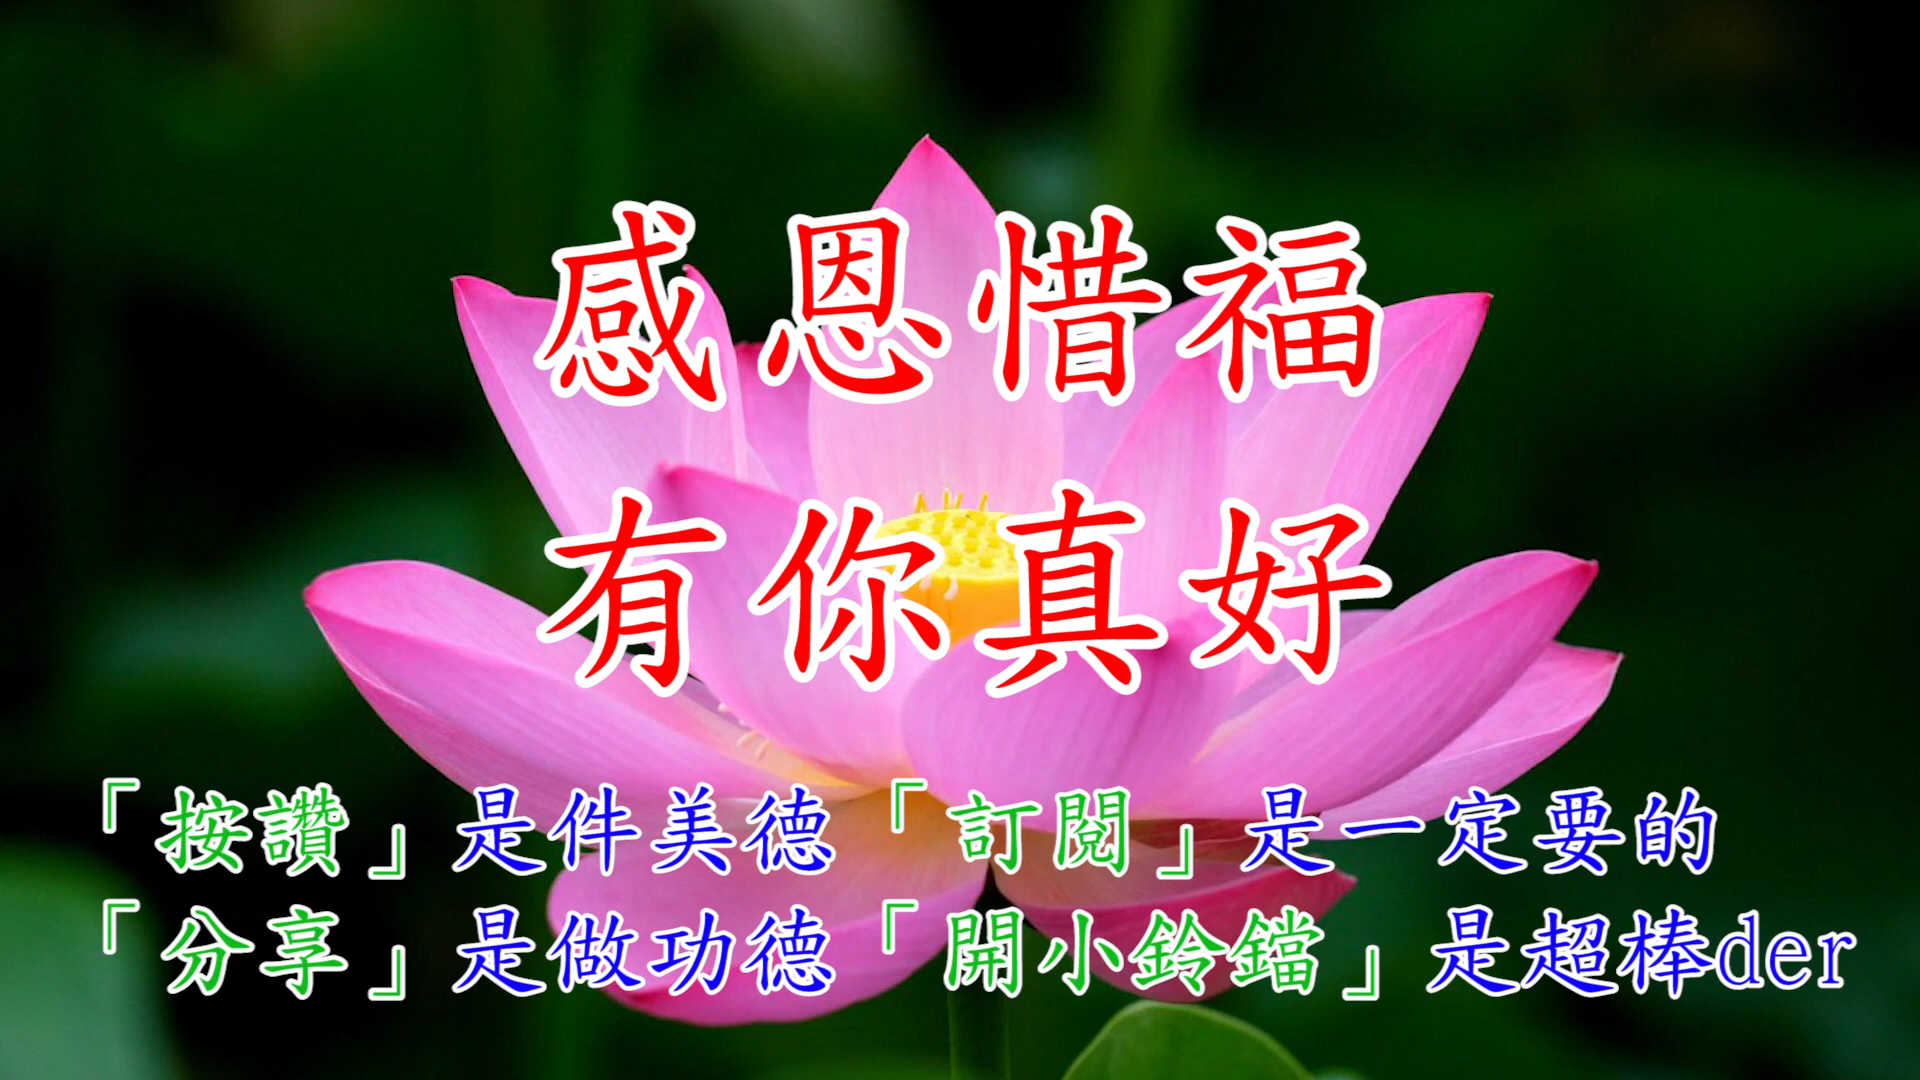 感恩惜福
有你真好
「按讚」是件美德「訂閱」是一定要的
「分享」是做功德「開小鈴鐺」是超棒der